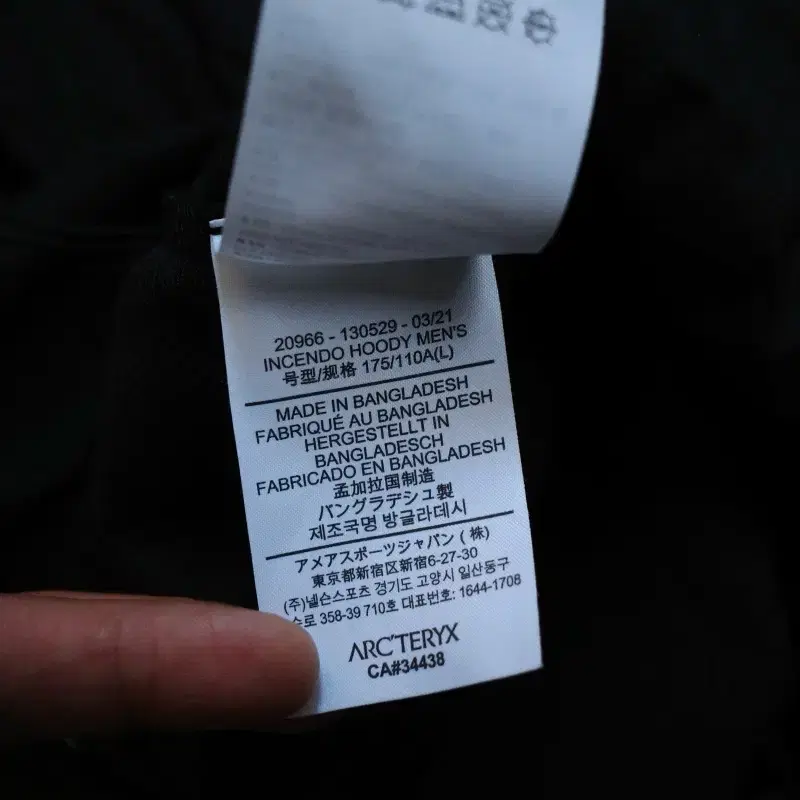 20966 - 130529 - 03/21
INCENDO HOODY MEN'S
号型/规格 175/110A(L)
MADE IN BANGLADESH
FABRIQUÉ AU BANGLADESH
HERGESTELLT IN
BANGLADESCH
FABRICADO EN BANGLADESH
孟加拉国制造
バングラデシュ製
제조국명 방글라데시
アメアスポーツジャパン (株)
東京都新宿区新宿6-27-30
(주)넬슨스포츠 경기도 고양시 일산동구
358-39 710호 대표번호: 1644-1708
ARC'TERYX
CA#34438